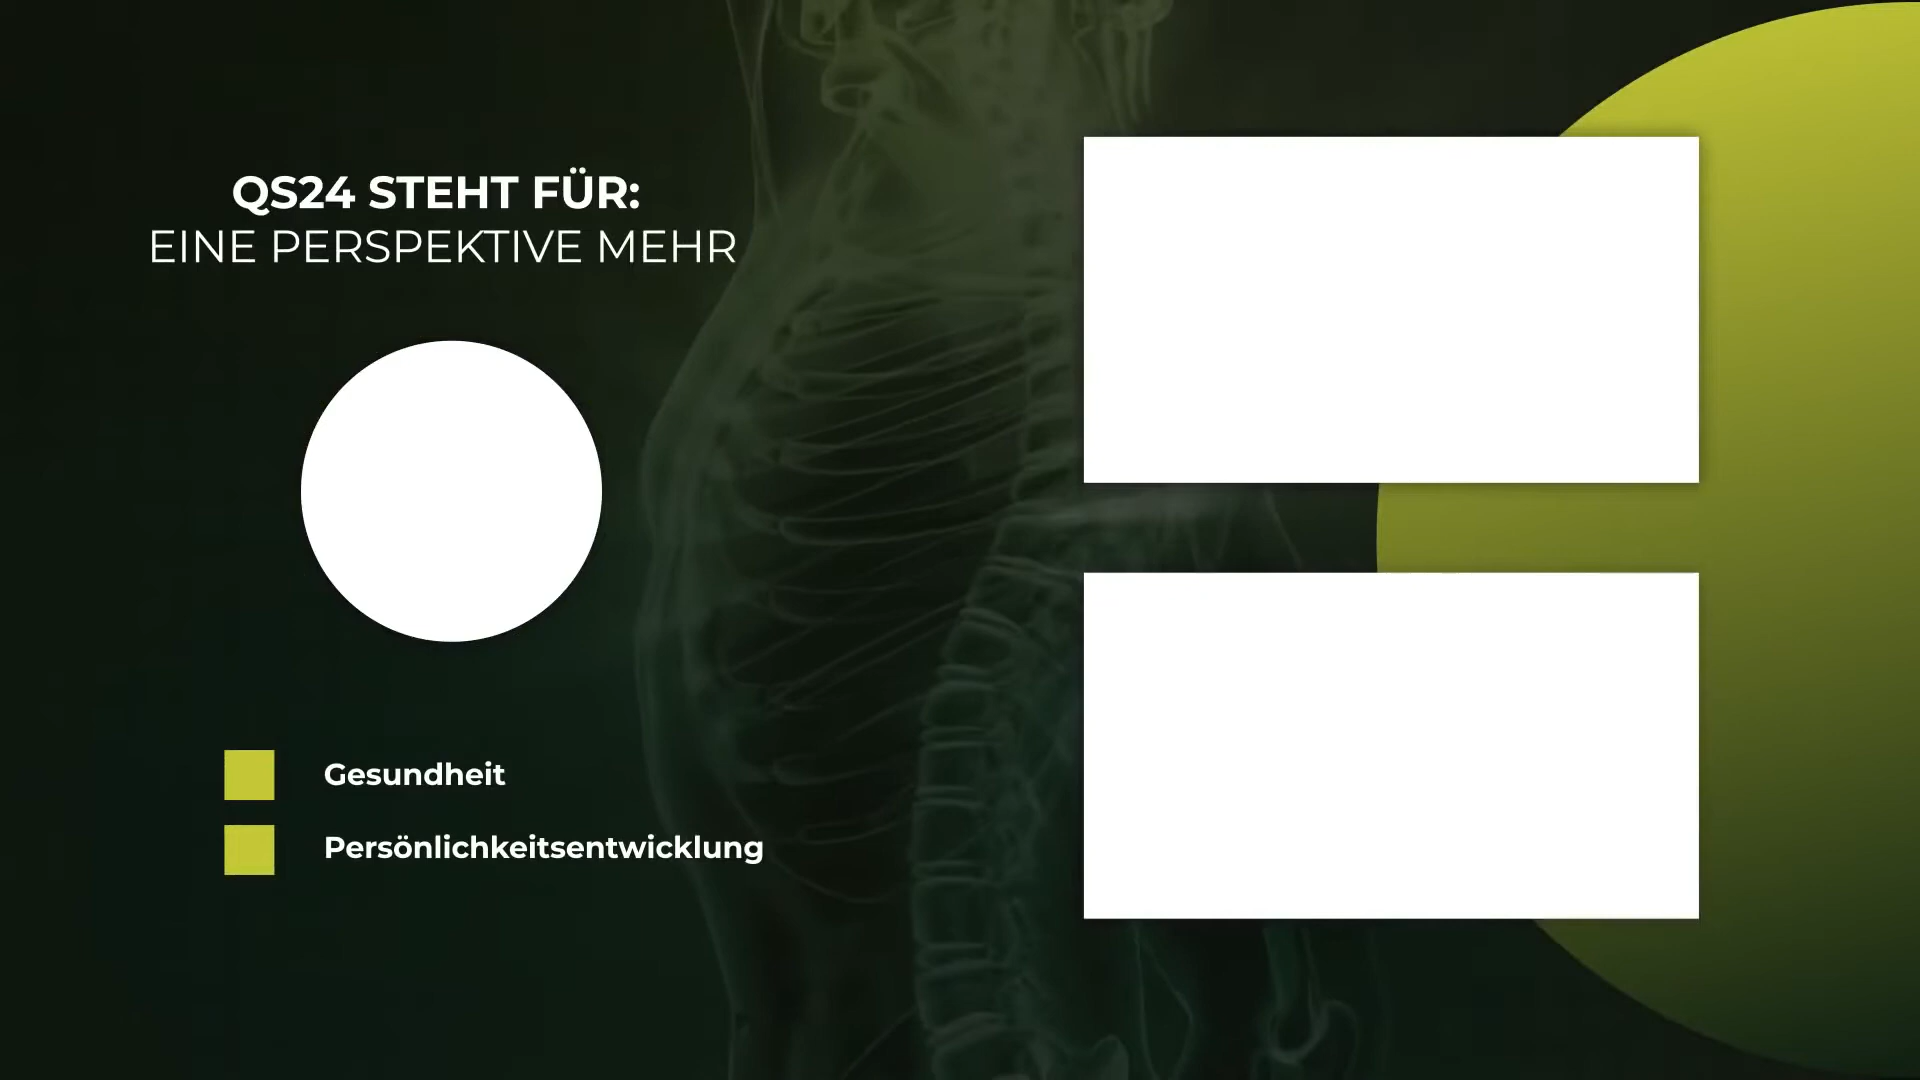 QS24 STEHT FÜR:
EINE PERSPEKTIVE MEHR
Gesundheit
Persönlichkeitsentwicklung